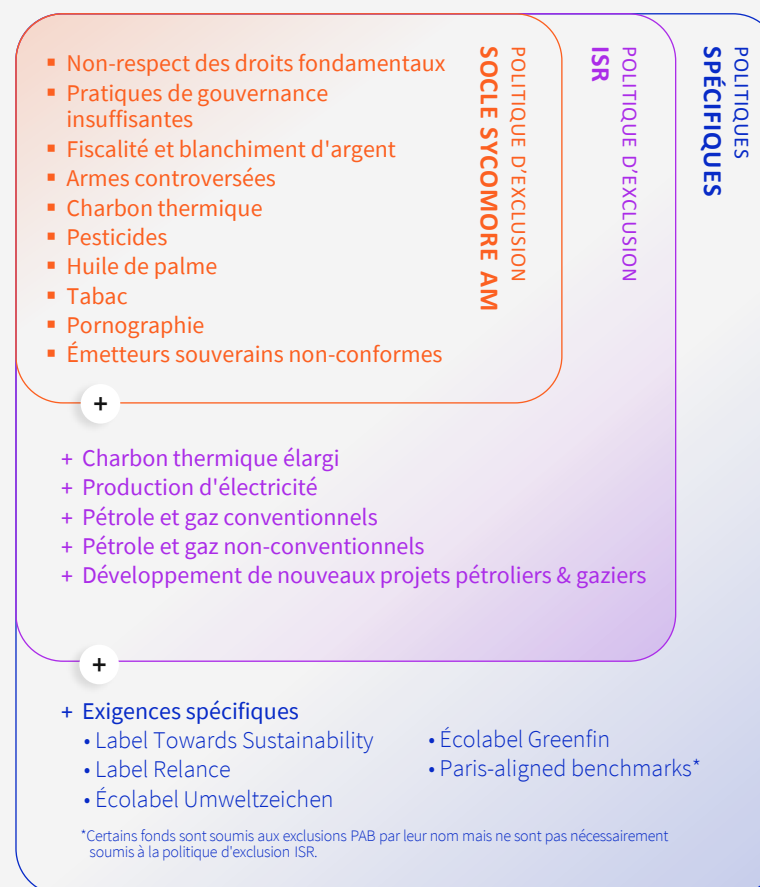 ▪ Non-respect des droits fondamentaux
▪ Pratiques de gouvernance
insuffisantes
▪ Fiscalité et blanchiment d'argent
▪ Armes controversées
▪ Charbon thermique
▪ Pesticides
▪ Huile de palme
▪ Tabac
▪ Pornographie
▪ Émetteurs souverains non-conformes
POLITIQUE D'EXCLUSION
SOCLE SYCOMORE AM
+
+ Charbon thermique élargi
+ Production d'électricité
+ Pétrole et gaz conventionnels
+ Pétrole et gaz non-conventionnels
+ Développement de nouveaux projets pétroliers & gaziers
POLITIQUE D'EXCLUSION
ISR
+
+ Exigences spécifiques
• Label Towards Sustainability
• Label Relance
• Écolabel Umweltzeichen
• Écolabel Greenfin
• Paris-aligned benchmarks*
*Certains fonds sont soumis aux exclusions PAB par leur nom mais ne sont pas nécessairement
soumis à la politique d'exclusion ISR.
POLITIQUES
SPÉCIFIQUES